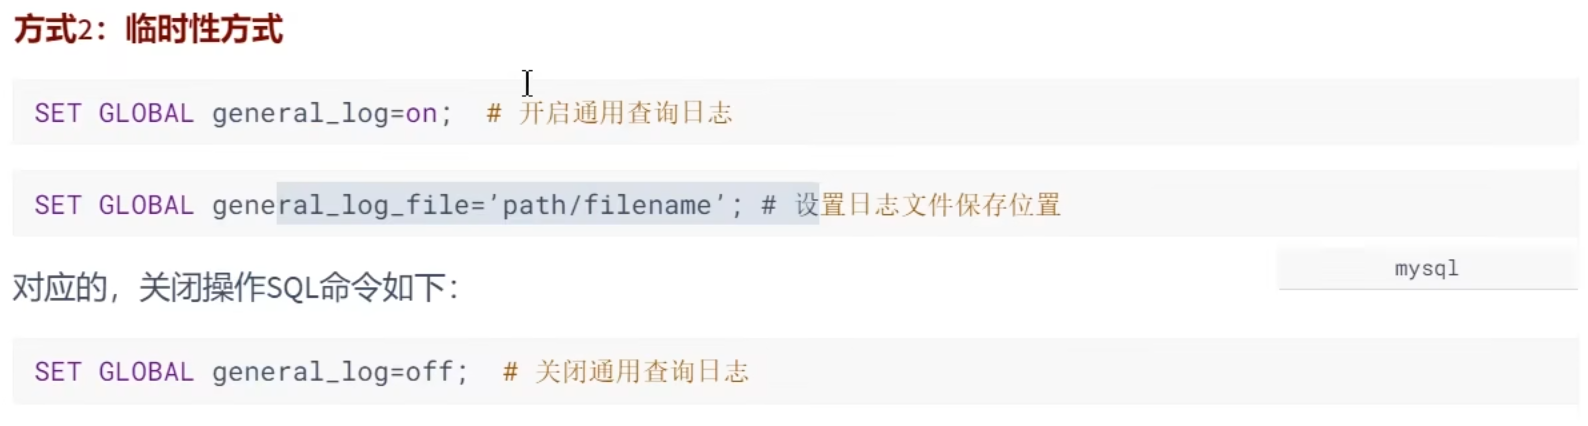 方式2：临时性方式
SET GLOBAL general_log=on;  # 开启通用查询日志
SET GLOBAL general_log_file=’path/filename’; # 设置日志文件保存位置
对应的，关闭操作SQL命令如下：
mysql
SET GLOBAL general_log=off;  # 关闭通用查询日志